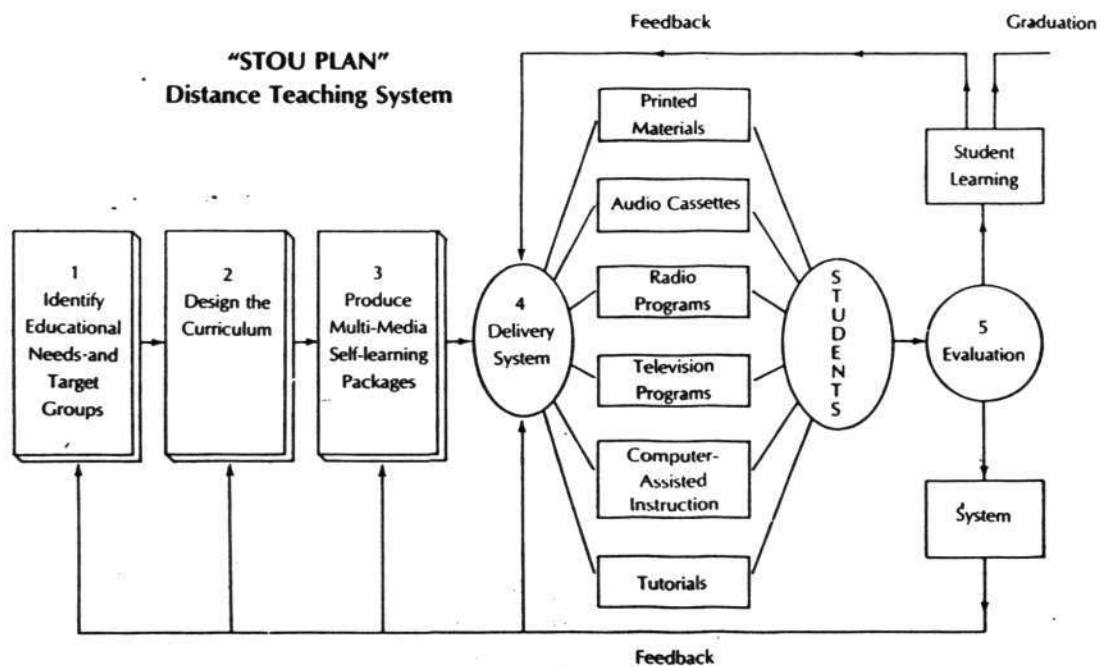 Feedback
Graduation
“STOU PLAN”
Distance Teaching System
Printed
Materials
Student
Learning
Audio Cassettes
1
Identify
Educational
Needs and
Target
Groups
2
Design the
Curriculum
3
Produce
Multi-Media
Self-learning
Packages
4
Delivery
System
Radio
Programs
Television
Programs
Computer-
Assisted
Instruction
Tutorials
STUDENTS
5
Evaluation
System
Feedback